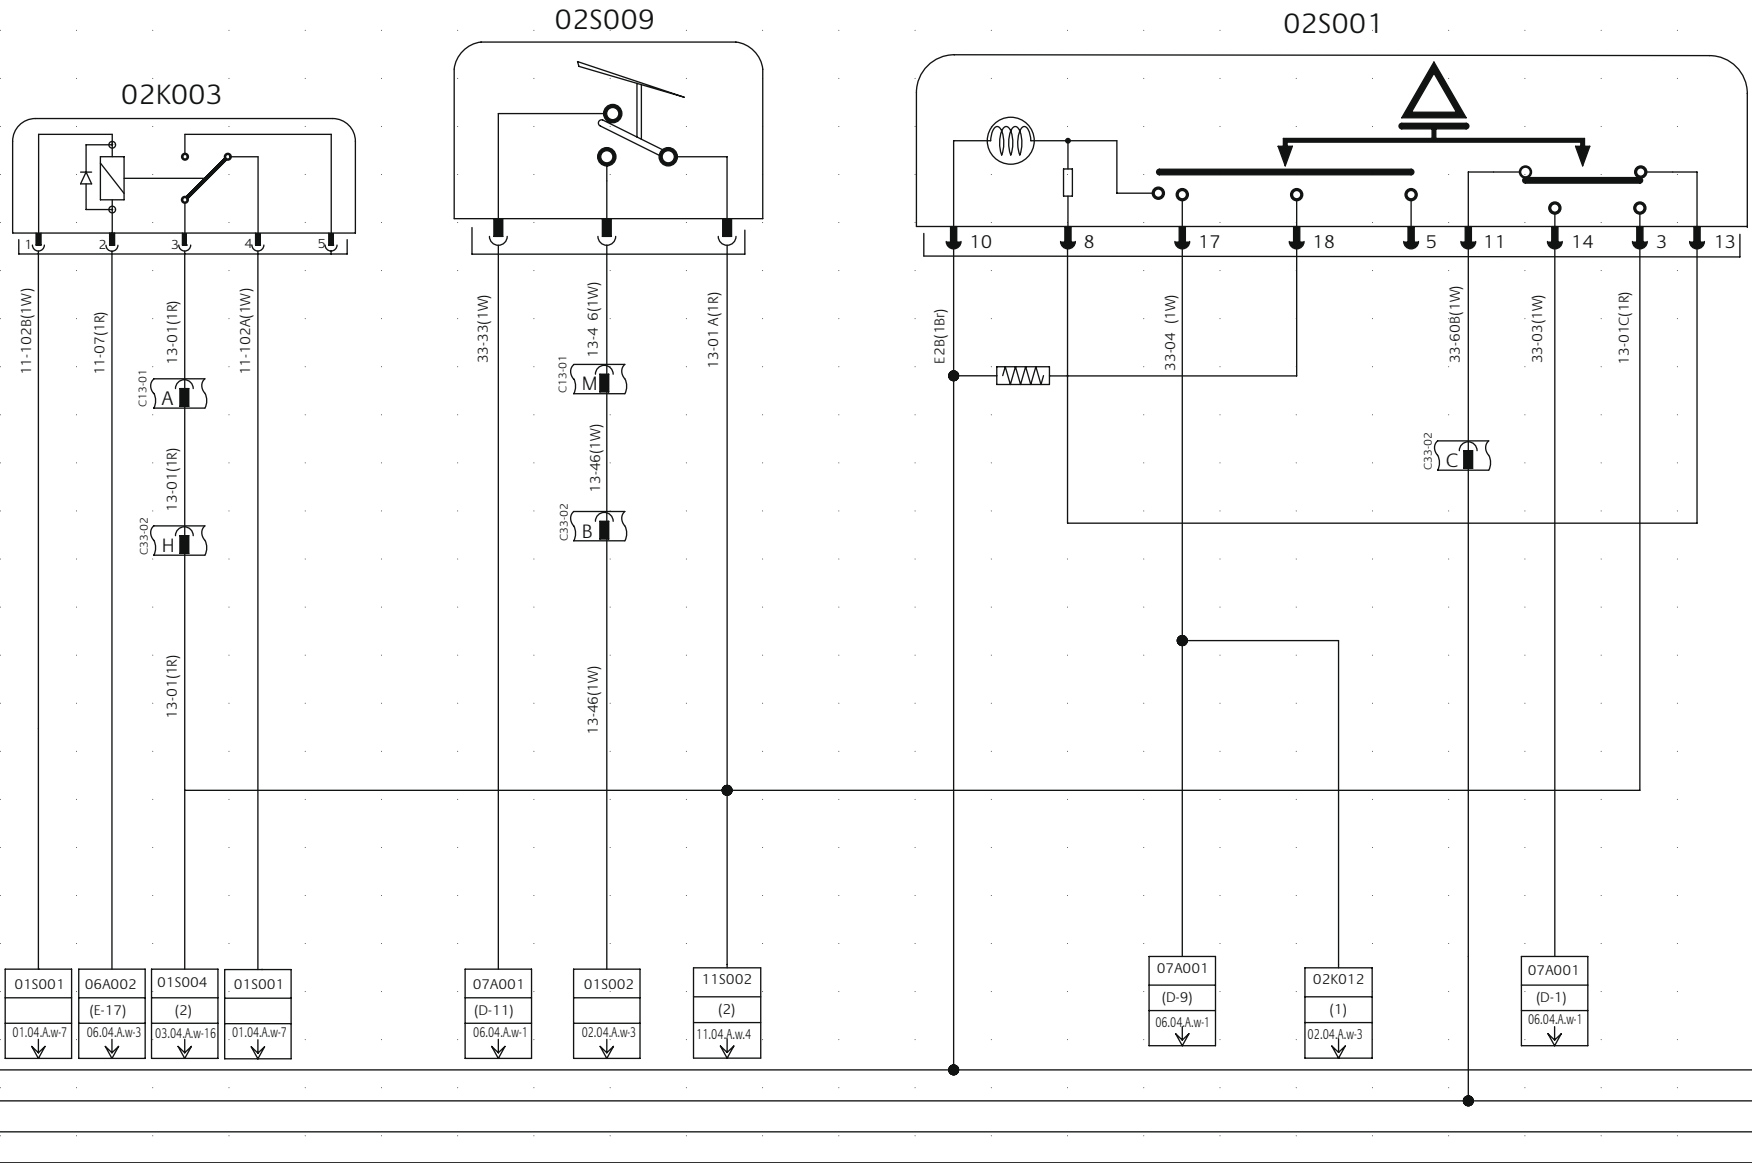 02S009
02S001
02K003
1
2
3
4
5
10
8
17
18
5
11
14
3
13
11-102B(1W)
11-07(1R)
13-01(1R)
11-102A(1W)
33-33(1W)
13-4 6(1W)
13-01 A(1R)
E2B(1Br)
33-04 (1W)
33-60B(1W)
33-03(1W)
13-01C(1R)
C13-01
A
C13-01
M
13-01(1R)
13-46(1W)
C33-02
C
C33-02
H
C33-02
B
13-01(1R)
13-46(1W)
01S001
01.04.A.w-7
06A002
(E-17)
06.04.A.w-3
01S004
(2)
03.04.A.w-16
01S001
01.04.A.w-7
07A001
(D-11)
06.04.A.w-1
01S002
02.04.A.w-3
11S002
(2)
11.04.A.w.4
07A001
(D-9)
06.04.A.w-1
02K012
(1)
02.04.A.w-3
07A001
(D-1)
06.04.A.w-1